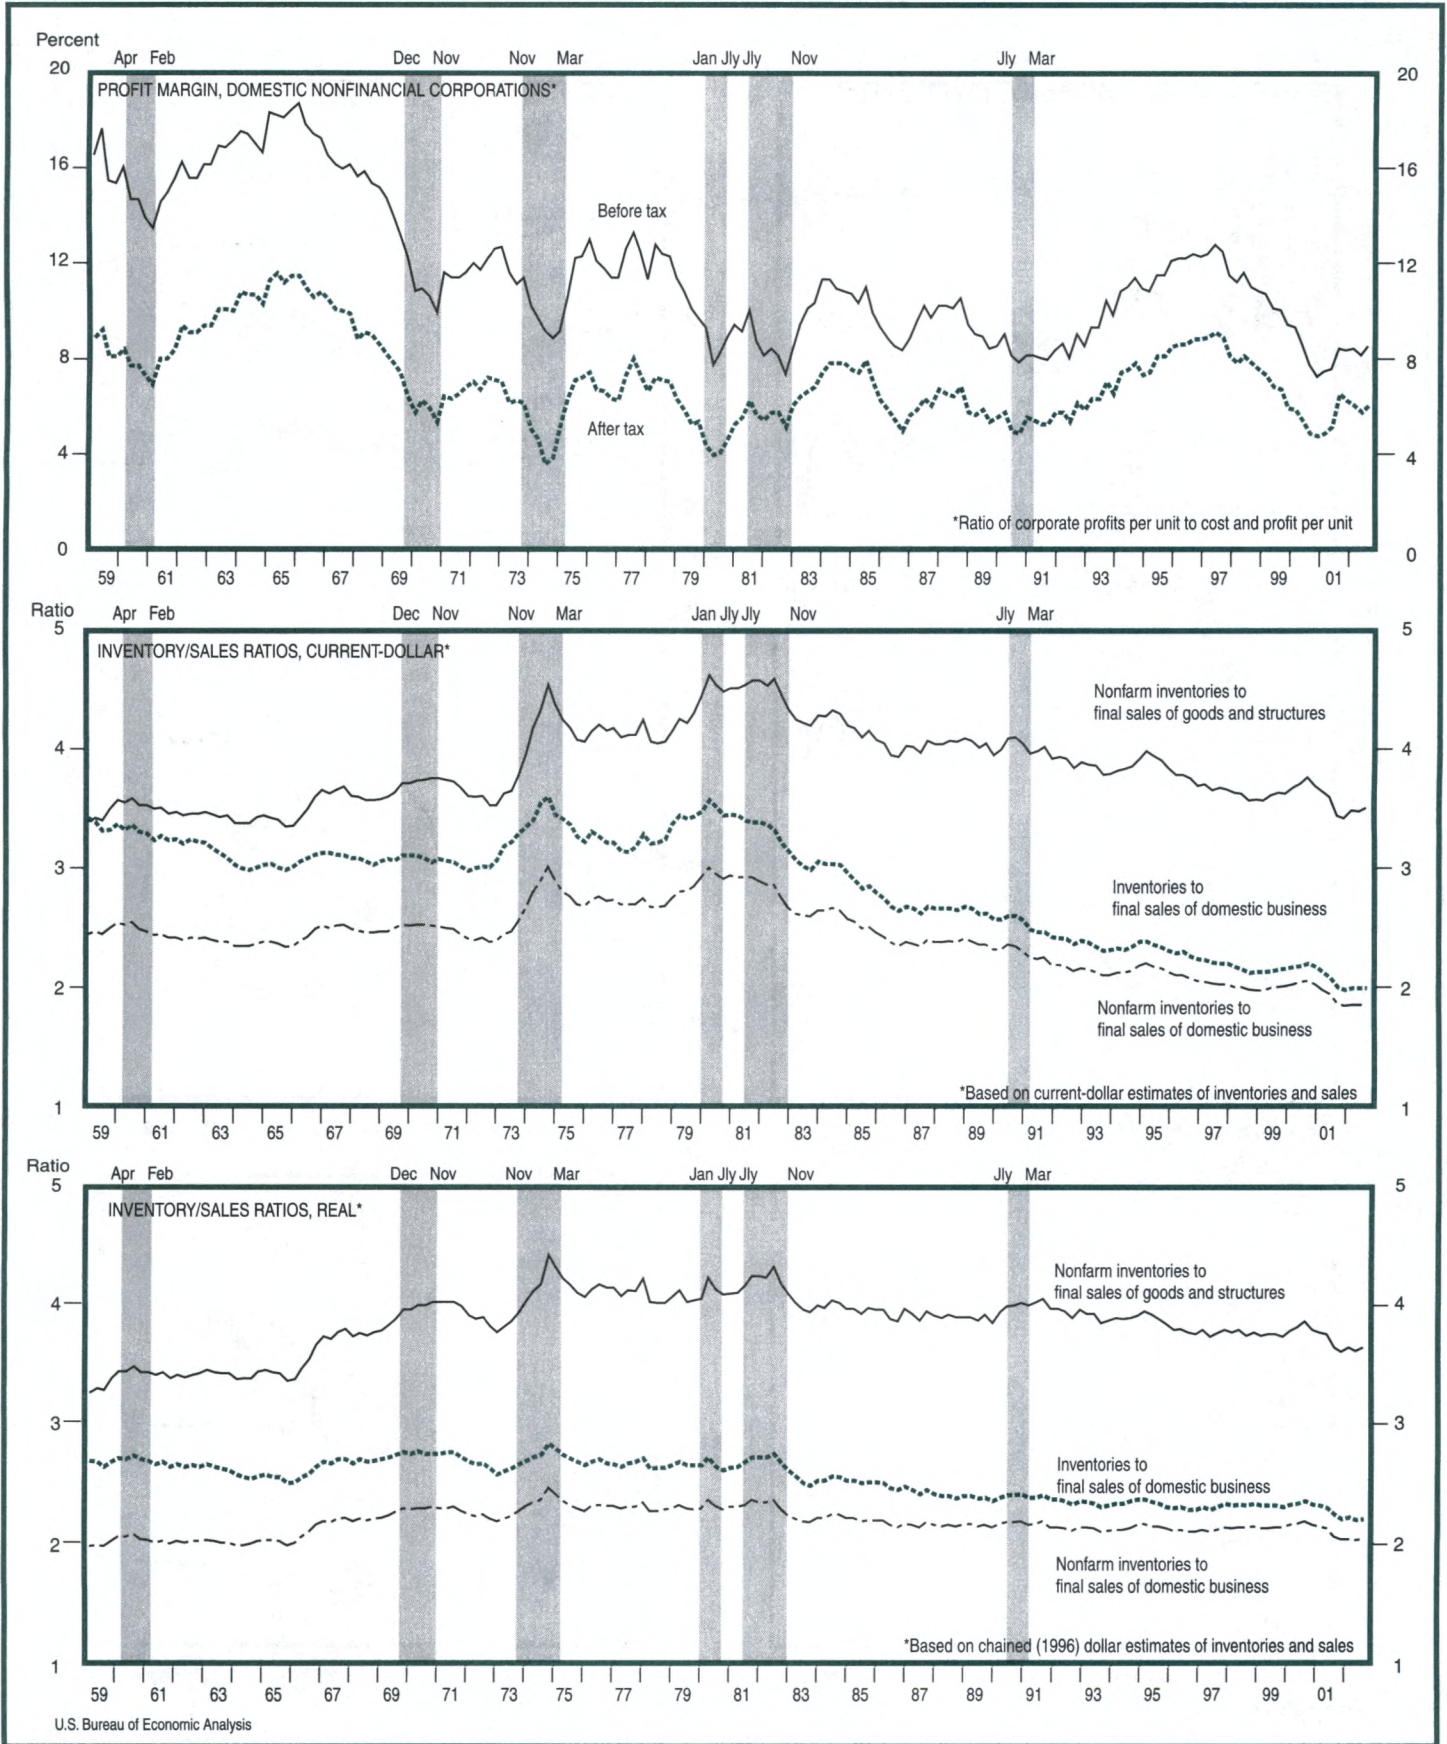 Percent
Apr Feb Dec Nov Nov Mar Jan Jly Jly Nov Jly Mar
20 20
PROFIT MARGIN, DOMESTIC NONFINANCIAL CORPORATIONS*
16 16
Before tax
12 12
8 8
After tax
4 4
*Ratio of corporate profits per unit to cost and profit per unit
0 0
59 61 63 65 67 69 71 73 75 77 79 81 83 85 87 89 91 93 95 97 99 01
Ratio
Apr Feb Dec Nov Nov Mar Jan Jly Jly Nov Jly Mar
5 5
INVENTORY/SALES RATIOS, CURRENT-DOLLAR*
Nonfarm inventories to
final sales of goods and structures
4 4
3 3
Inventories to
final sales of domestic business
2 2
Nonfarm inventories to
final sales of domestic business
*Based on current-dollar estimates of inventories and sales
1 1
59 61 63 65 67 69 71 73 75 77 79 81 83 85 87 89 91 93 95 97 99 01
Ratio
Apr Feb Dec Nov Nov Mar Jan Jly Jly Nov Jly Mar
5 5
INVENTORY/SALES RATIOS, REAL*
Nonfarm inventories to
final sales of goods and structures
4 4
3 3
Inventories to
final sales of domestic business
2 2
Nonfarm inventories to
final sales of domestic business
*Based on chained (1996) dollar estimates of inventories and sales
1 1
59 61 63 65 67 69 71 73 75 77 79 81 83 85 87 89 91 93 95 97 99 01
U.S. Bureau of Economic Analysis